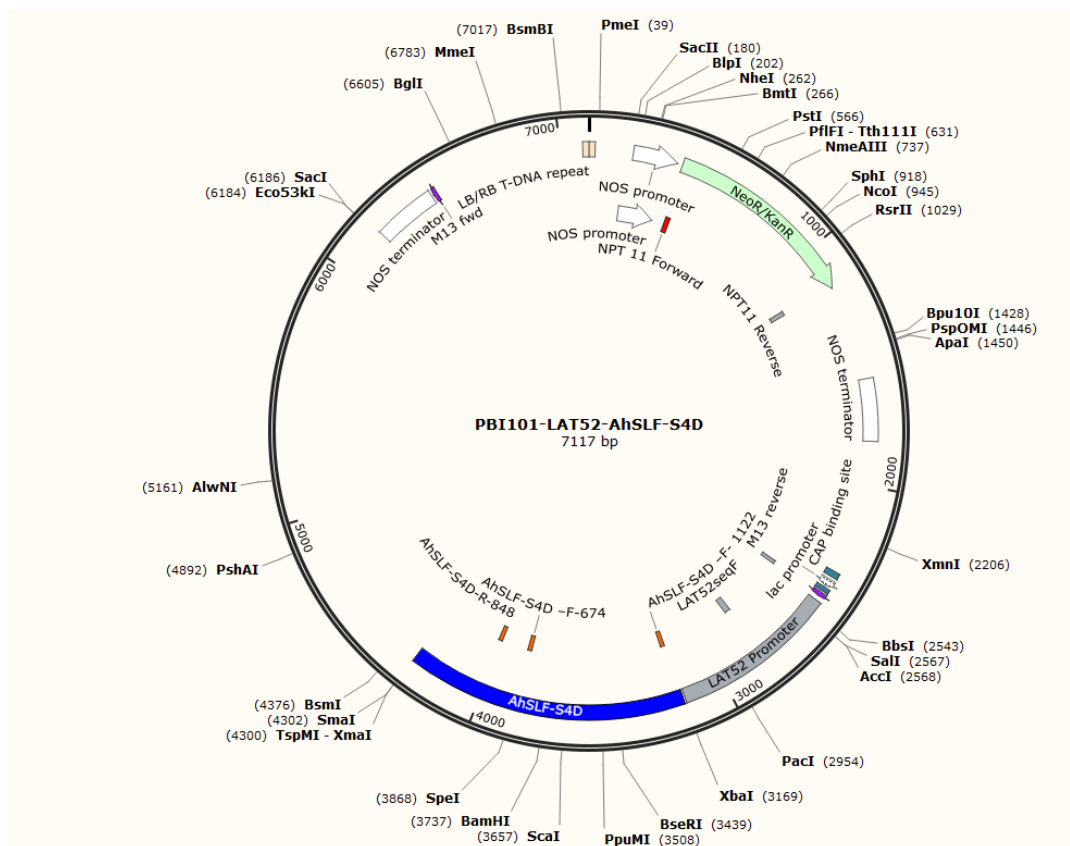 PmeI (39)
SacII (180)
BlpI (202)
NheI (262)
BmtI (266)
PstI (566)
PflFI - Tth111I (631)
NmeAIII (737)
SphI (918)
NcoI (945)
RsrII (1029)
Bpu10I (1428)
PspOMI (1446)
ApaI (1450)
XmnI (2206)
BbsI (2543)
SalI (2567)
AccI (2568)
PacI (2954)
XbaI (3169)
BseRI (3439)
PpuMI (3508)
(3657) ScaI
(3737) BamHI
(3868) SpeI
(4300) TspMI - XmaI
(4302) SmaI
(4376) BsmI
(4892) PshAI
(5161) AlwNI
(6184) Eco53kI
(6186) SacI
(6605) BglI
(6783) MmeI
(7017) BsmBI
1000
2000
3000
4000
5000
6000
7000
LB/RB T-DNA repeat
NOS promoter
NeoR/KanR
NOS promoter
NPT 11 Forward
NPT11 Reverse
NOS terminator
CAP binding site
lac promoter
M13 reverse
LAT52 Promoter
LAT52seqF
AhSLF-S4D -F- 1122
AhSLF-S4D
AhSLF-S4D -F-674
AhSLF-S4D-R-848
NOS terminator
M13 fwd
PBI101-LAT52-AhSLF-S4D
7117 bp